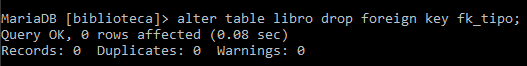 MariaDB [biblioteca]> alter table libro drop foreign key fk_tipo;
Query OK, 0 rows affected (0.08 sec)
Records: 0  Duplicates: 0  Warnings: 0